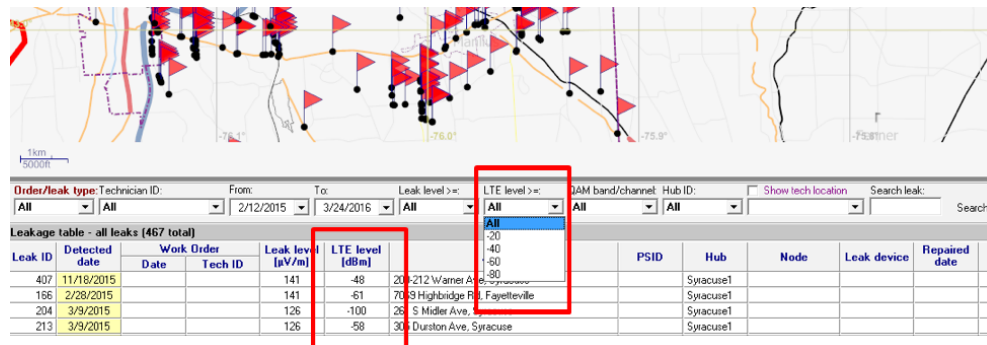 -76.1° -76.0° -75.9°
1km
5000ft
Order/leak type: Technician ID: From: To: Leak level >=: LTE level >=: QAM band/channel: Hub ID: Show tech location Search leak:
All All 2/12/2015 3/24/2016 All All All All Search
All
-20
-40
-60
-80
Leakage table - all leaks (467 total)
Leak ID Detected date Work Order Date Tech ID Leak level [µV/m] LTE level [dBm] PSID Hub Node Leak device Repaired date
407 11/18/2015 141 -48 200-212 Warner Ave, Syracuse Syracuse1
166 2/28/2015 141 -61 Highbridge Rd, Fayetteville Syracuse1
204 3/9/2015 126 -100 S Midler Ave, Syracuse Syracuse1
213 3/9/2015 126 -58 Durston Ave, Syracuse Syracuse1